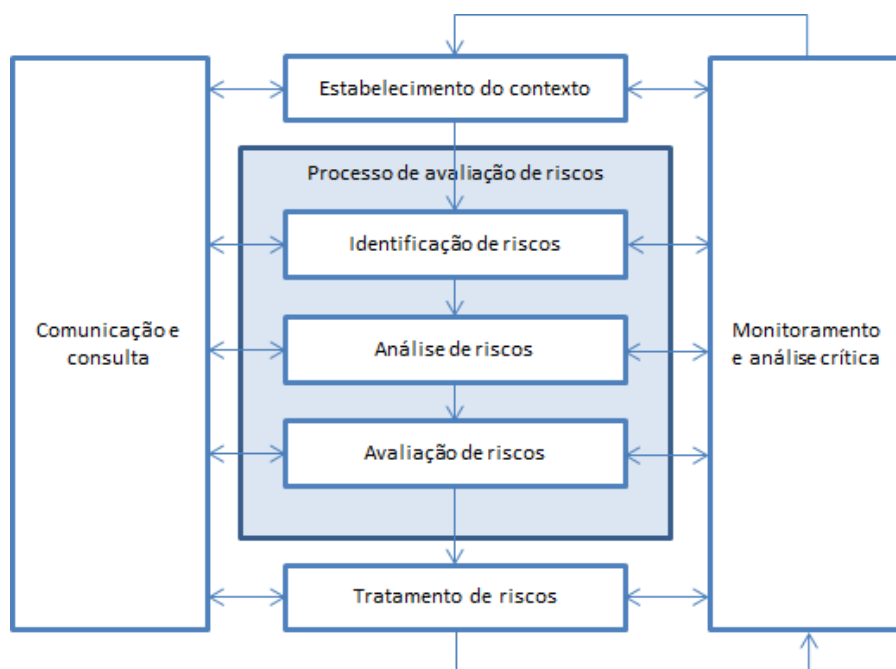 Estabelecimento do contexto
Processo de avaliação de riscos
Identificação de riscos
Comunicação e
consulta
Análise de riscos
Monitoramento
e análise crítica
Avaliação de riscos
Tratamento de riscos